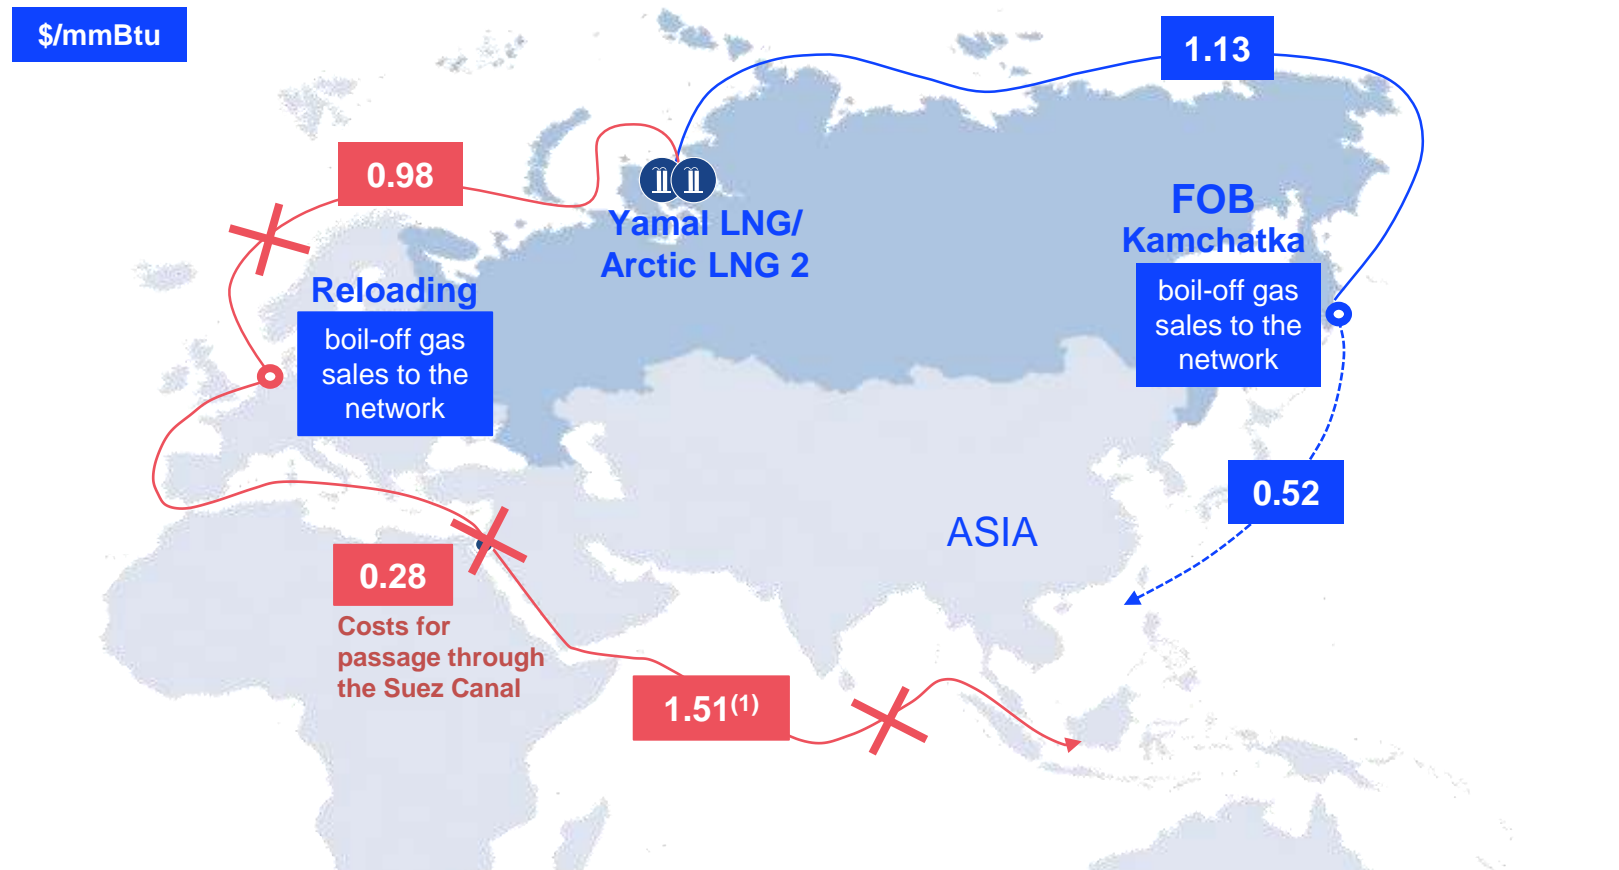 $/mmBtu
1.13
0.98
Yamal LNG/
Arctic LNG 2
FOB
Kamchatka
boil-off gas
sales to the
network
Reloading
boil-off gas
sales to the
network
0.52
ASIA
0.28
Costs for
passage through
the Suez Canal
1.51(1)